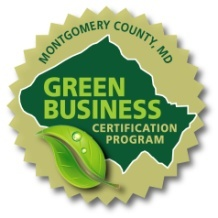 MONTGOMERY COUNTY, MD
GREEN
BUSINESS
CERTIFICATION
PROGRAM